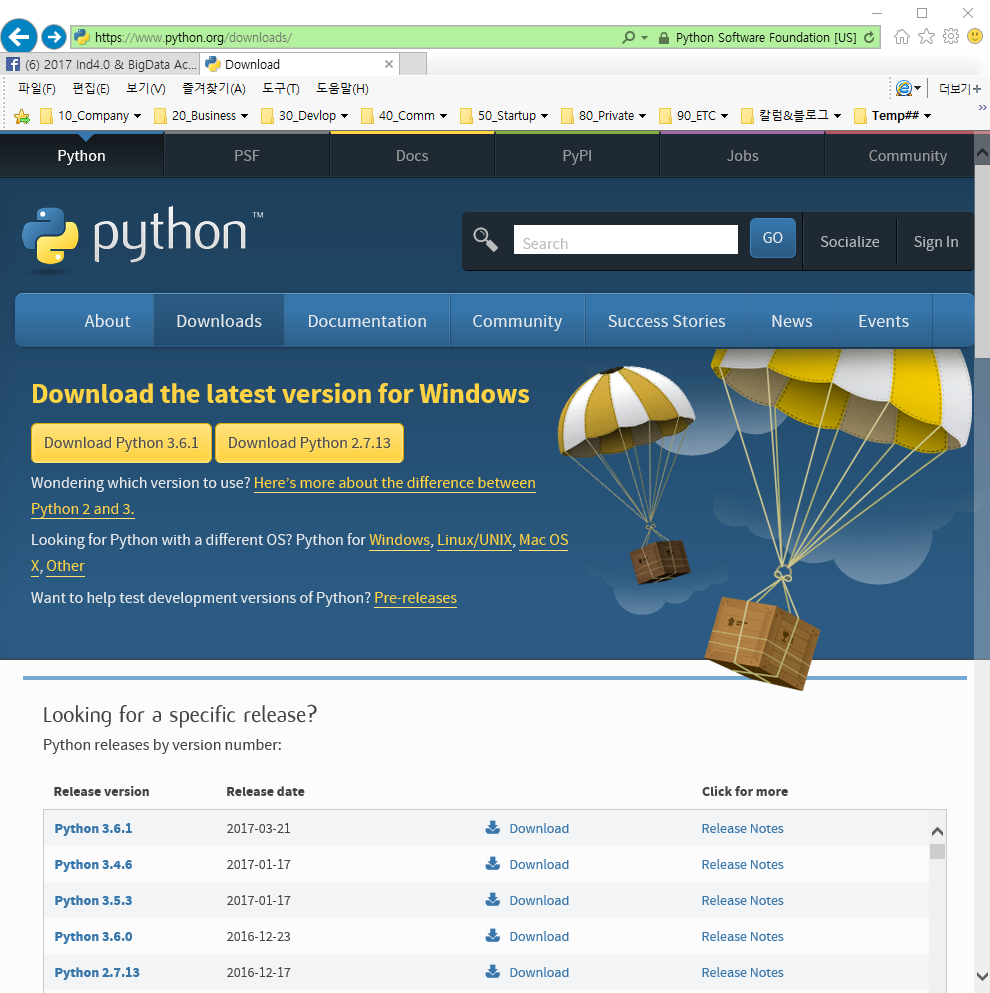 https://www.python.org/downloads/ Python Software Foundation [US]
(6) 2017 Ind4.0 & BigData Ac... Download
파일(F) 편집(E) 보기(V) 즐겨찾기(A) 도구(T) 도움말(H) 더보기
10_Company 20_Business 30_Devlop 40_Comm 50_Startup 80_Private 90_ETC 칼럼&블로그 Temp##
Python PSF Docs PyPI Jobs Community
python™
Search GO Socialize Sign In
About Downloads Documentation Community Success Stories News Events
Download the latest version for Windows
Download Python 3.6.1 Download Python 2.7.13
Wondering which version to use? Here's more about the difference between
Python 2 and 3.
Looking for Python with a different OS? Python for Windows, Linux/UNIX, Mac OS
X, Other
Want to help test development versions of Python? Pre-releases
Looking for a specific release?
Python releases by version number:
Release version Release date Click for more
Python 3.6.1 2017-03-21 Download Release Notes
Python 3.4.6 2017-01-17 Download Release Notes
Python 3.5.3 2017-01-17 Download Release Notes
Python 3.6.0 2016-12-23 Download Release Notes
Python 2.7.13 2016-12-17 Download Release Notes